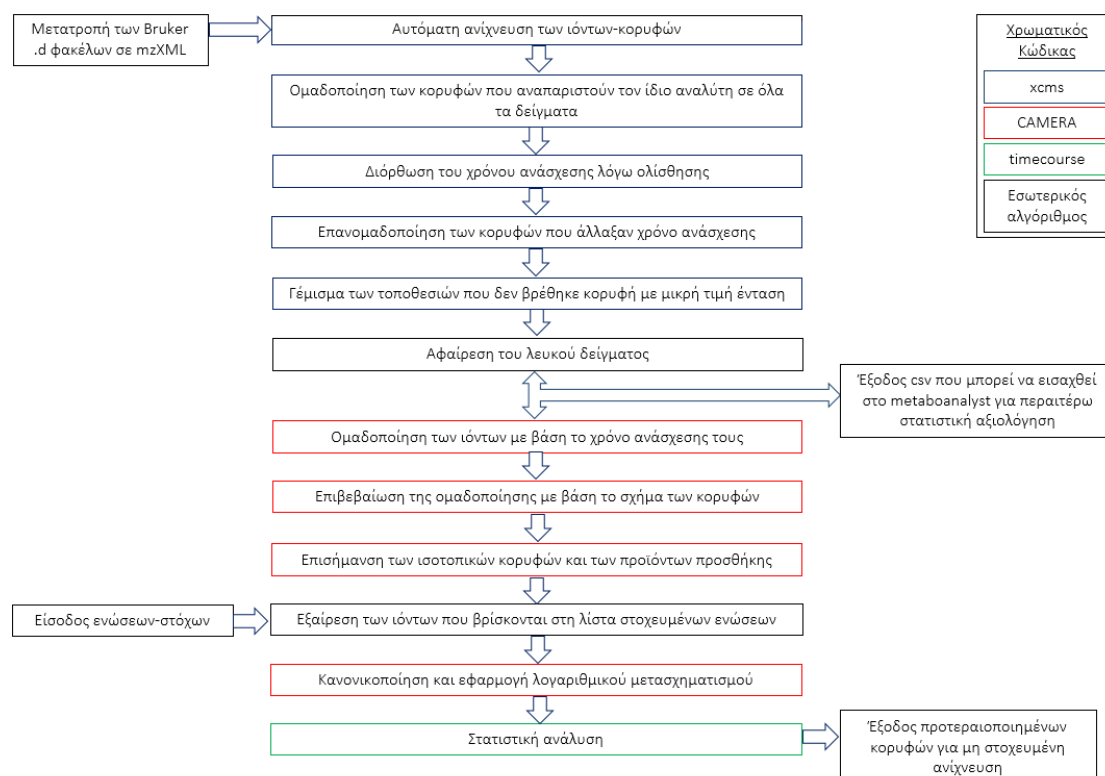 Μετατροπή των Bruker
.d φακέλων σε mzXML
Αυτόματη ανίχνευση των ιόντων-κορυφών
Ομαδοποίηση των κορυφών που αναπαριστούν τον ίδιο αναλύτη σε όλα
τα δείγματα
Διόρθωση του χρόνου ανάσχεσης λόγω ολίσθησης
Επανομαδοποίηση των κορυφών που άλλαξαν χρόνο ανάσχεσης
Γέμισμα των τοποθεσιών που δεν βρέθηκε κορυφή με μικρή τιμή ένταση
Αφαίρεση του λευκού δείγματος
Έξοδος csv που μπορεί να εισαχθεί
στο metaboanalyst για περαιτέρω
στατιστική αξιολόγηση
Ομαδοποίηση των ιόντων με βάση το χρόνο ανάσχεσης τους
Επιβεβαίωση της ομαδοποίησης με βάση το σχήμα των κορυφών
Επισήμανση των ισοτοπικών κορυφών και των προϊόντων προσθήκης
Είσοδος ενώσεων-στόχων
Εξαίρεση των ιόντων που βρίσκονται στη λίστα στοχευμένων ενώσεων
Κανονικοποίηση και εφαρμογή λογαριθμικού μετασχηματισμού
Στατιστική ανάλυση
Έξοδος προτεραιοποιημένων
κορυφών για μη στοχευμένη
ανίχνευση
Χρωματικός
Κώδικας
xcms
CAMERA
timecourse
Εσωτερικός
αλγόριθμος